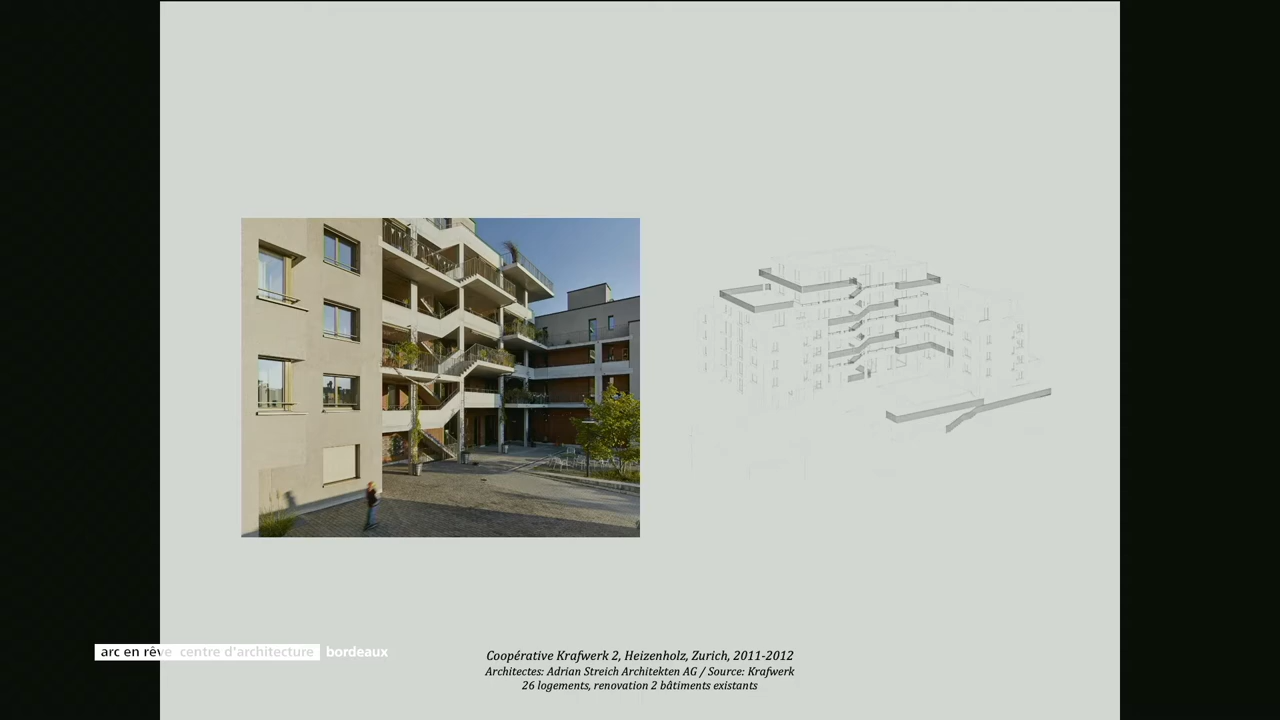 arc en rêve centre d'architecture bordeaux
Coopérative Krafwerk 2, Heizenholz, Zurich, 2011-2012
Architectes: Adrian Streich Architekten AG / Source: Krafwerk
26 logements, renovation 2 bâtiments existants